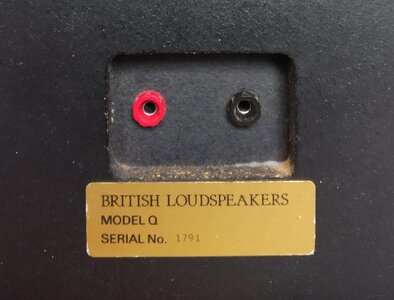 BRITISH LOUDSPEAKERS
MODEL Q
SERIAL No. 1791